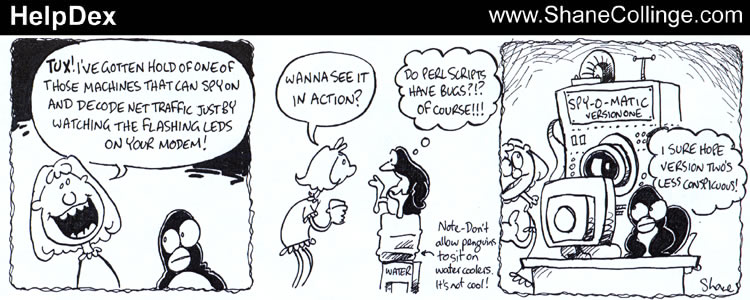 HelpDex
www.ShaneCollinge.com
TUX! I'VE GOTTEN HOLD OF ONE OF
THOSE MACHINES THAT CAN SPY ON
AND DECODE NET TRAFFIC JUST BY
WATCHING THE FLASHING LEDS
ON YOUR MODEM!
WANNA SEE IT
IN ACTION?
DO PERL SCRIPTS
HAVE BUGS?!?
OF COURSE!!!
Note-Don't
allow penguins
to sit on
water coolers.
It's not cool!
WATER
SPY-O-MATIC
VERSION ONE
I SURE HOPE
VERSION TWO'S
LESS CONSPICUOUS!
Shane